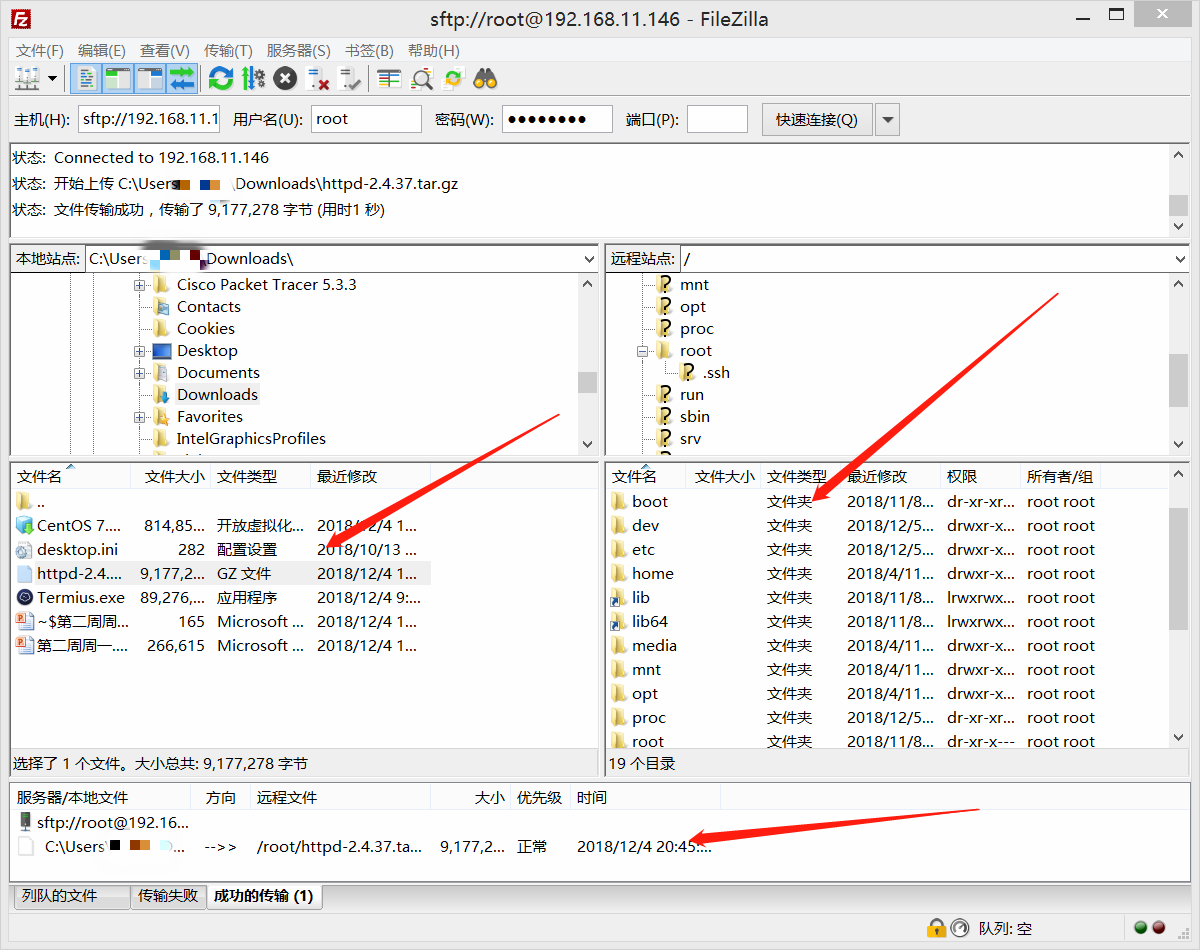 sftp://root@192.168.11.146 - FileZilla
文件(F) 编辑(E) 查看(V) 传输(T) 服务器(S) 书签(B) 帮助(H)
主机(H): sftp://192.168.11.1 用户名(U): root 密码(W): ●●●●●●●● 端口(P): 快速连接(Q)
状态: Connected to 192.168.11.146
状态: 开始上传 C:\Users \Downloads\httpd-2.4.37.tar.gz
状态: 文件传输成功，传输了 9,177,278 字节 (用时1 秒)
本地站点: C:\User Downloads\
远程站点: /
Cisco Packet Tracer 5.3.3
Contacts
Cookies
Desktop
Documents
Downloads
Favorites
IntelGraphicsProfiles
mnt
opt
proc
root
.ssh
run
sbin
srv
文件名 文件大小 文件类型 最近修改
..
CentOS 7.... 814,85... 开放虚拟化... 2018/12/4 1...
desktop.ini 282 配置设置 2018/10/13 ...
httpd-2.4.... 9,177,2... GZ 文件 2018/12/4 1...
Termius.exe 89,276,... 应用程序 2018/12/4 9:...
~$第二周周... 165 Microsoft ... 2018/12/4 1...
第二周周一.... 266,615 Microsoft ... 2018/12/4 1...
选择了 1 个文件。大小总共: 9,177,278 字节
文件名 文件大小 文件类型 最近修改 权限 所有者/组
boot 文件夹 2018/11/8... dr-xr-xr... root root
dev 文件夹 2018/12/5... drwxr-x... root root
etc 文件夹 2018/12/5... drwxr-x... root root
home 文件夹 2018/4/11... drwxr-x... root root
lib 文件夹 2018/11/8... lrwxrwx... root root
lib64 文件夹 2018/11/8... lrwxrwx... root root
media 文件夹 2018/4/11... drwxr-x... root root
mnt 文件夹 2018/4/11... drwxr-x... root root
opt 文件夹 2018/4/11... drwxr-x... root root
proc 文件夹 2018/12/5... dr-xr-xr... root root
root 文件夹 2018/11/8... dr-xr-x--- root root
19 个目录
服务器/本地文件 方向 远程文件 大小 优先级 时间
sftp://root@192.16...
C:\Users ... -->> /root/httpd-2.4.37.ta... 9,177,2... 正常 2018/12/4 20:45:...
列队的文件 传输失败 成功的传输 (1)
队列: 空